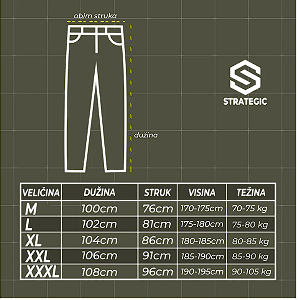 obim struka
STRATEGIC
dužina
VELIČINA DUŽINA STRUK VISINA TEŽINA
M 100cm 76cm 170-175cm 70-75 kg
L 102cm 81cm 175-180cm 75-80 kg
XL 104cm 86cm 180-185cm 80-85 kg
XXL 106cm 91cm 185-190cm 85-90 kg
XXXL 108cm 96cm 190-195cm 90-105 kg